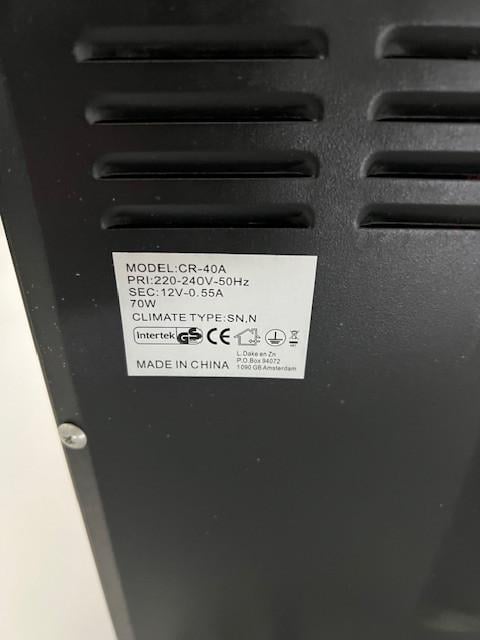 MODEL:CR-40A
PRI:220-240V-50Hz
SEC:12V-0.55A
70W
CLIMATE TYPE:SN,N
Intertek GS CE
MADE IN CHINA
L.Dake en Zn
P.O.Box 94072
1090 GB Amsterdam